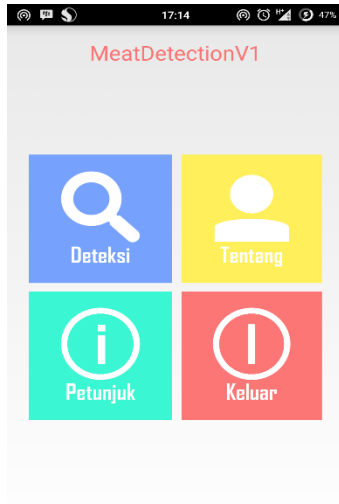 17:14
H+
47%
MeatDetectionV1
Deteksi
Tentang
Petunjuk
Keluar